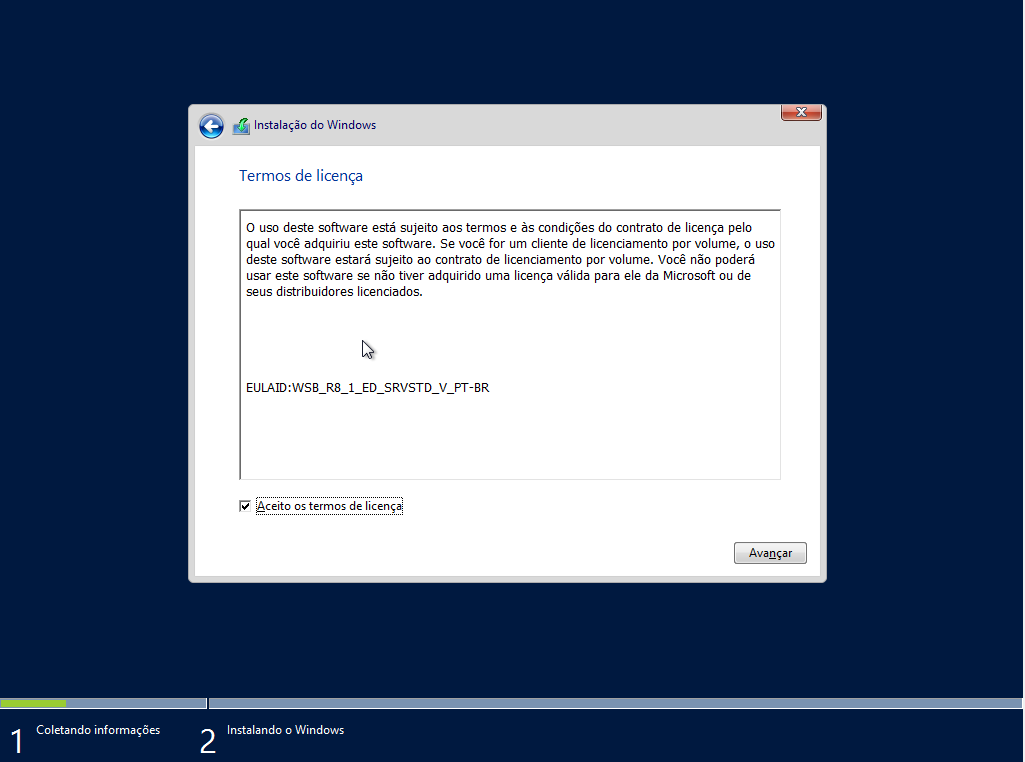 Instalação do Windows
Termos de licença
O uso deste software está sujeito aos termos e às condições do contrato de licença pelo
qual você adquiriu este software. Se você for um cliente de licenciamento por volume, o uso
deste software estará sujeito ao contrato de licenciamento por volume. Você não poderá
usar este software se não tiver adquirido uma licença válida para ele da Microsoft ou de
seus distribuidores licenciados.
EULAID:WSB_R8_1_ED_SRVSTD_V_PT-BR
Aceito os termos de licença
Avançar
1 Coletando informações
2 Instalando o Windows